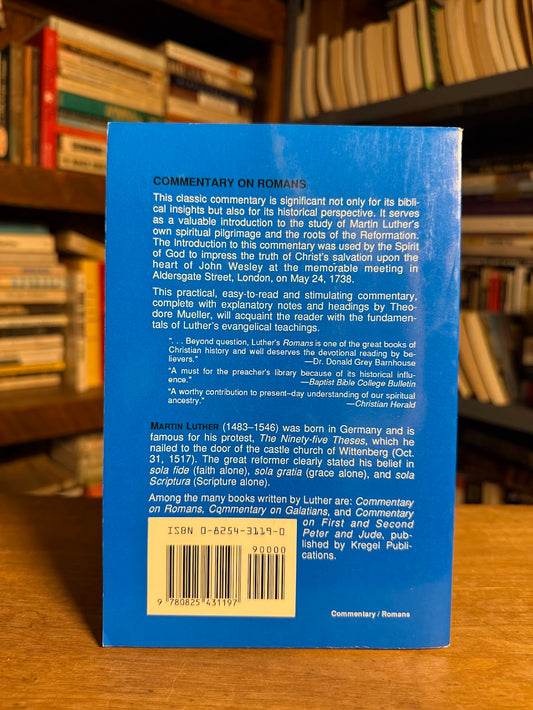 COMMENTARY ON ROMANS
This classic commentary is significant not only for its bibli-
cal insights but also for its historical perspective. It serves
as a valuable introduction to the study of Martin Luther's
own spiritual pilgrimage and the roots of the Reformation.
The Introduction to this commentary was used by the Spirit
of God to impress the truth of Christ's salvation upon the
heart of John Wesley at the memorable meeting in
Aldersgate Street, London, on May 24, 1738.
This practical, easy-to-read and stimulating commentary,
complete with explanatory notes and headings by Theo-
dore Mueller, will acquaint the reader with the fundamen-
tals of Luther's evangelical teachings.
". . . Beyond question, Luther's Romans is one of the great books of
Christian history and well deserves the devotional reading by be-
lievers."
—Dr. Donald Grey Barnhouse
"A must for the preacher's library because of its historical influ-
ence."
—Baptist Bible College Bulletin
"A worthy contribution to present–day understanding of our spiritual
ancestry."
—Christian Herald
MARTIN LUTHER (1483–1546) was born in Germany and is
famous for his protest, The Ninety-five Theses, which he
nailed to the door of the castle church of Wittenberg (Oct.
31, 1517). The great reformer clearly stated his belief in
sola fide (faith alone), sola gratia (grace alone), and sola
Scriptura (Scripture alone).
Among the many books written by Luther are: Commentary
on Romans, Commentary on Galatians, and Commentary
on First and Second
Peter and Jude, pub-
lished by Kregel Publi-
cations.
ISBN 0-8254-3119-0
90000
9 780825 431197
Commentary / Romans